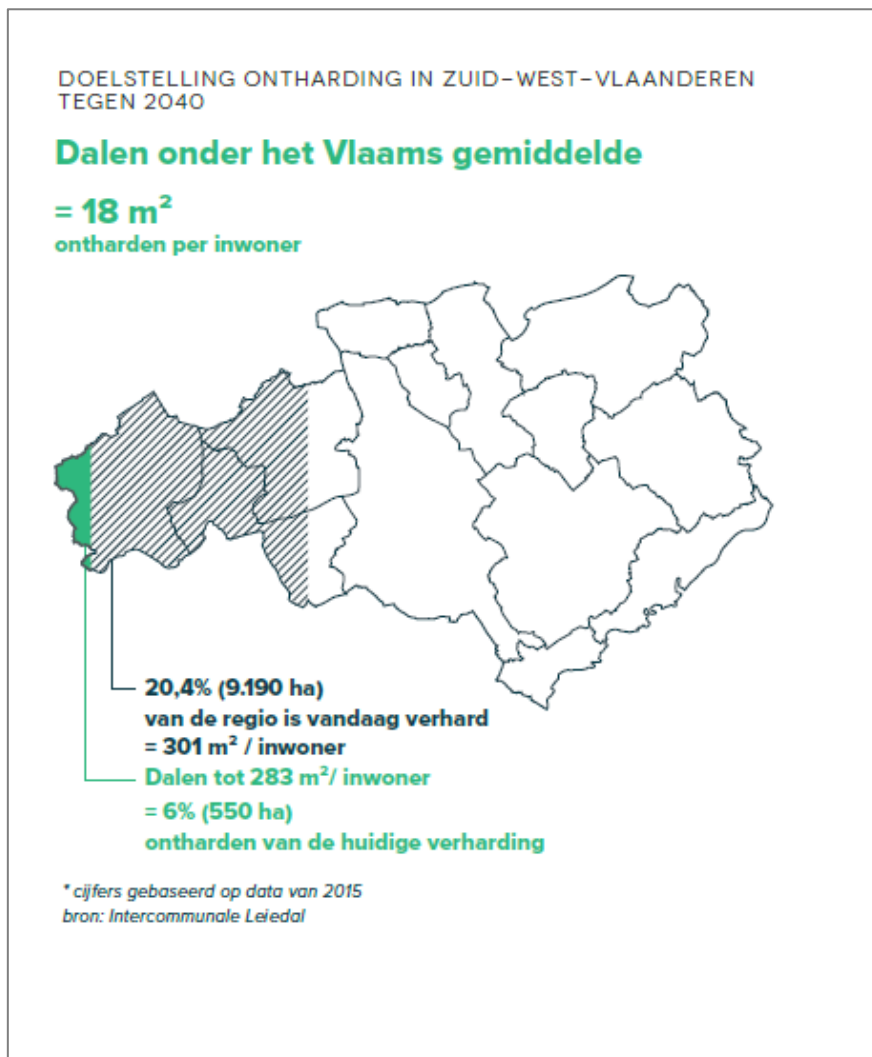 DOELSTELLING ONTHARDING IN ZUID-WEST-VLAANDEREN
TEGEN 2040
Dalen onder het Vlaams gemiddelde
= 18 m²
ontharden per inwoner
20,4% (9.190 ha)
van de regio is vandaag verhard
= 301 m² / inwoner
Dalen tot 283 m²/ inwoner
= 6% (550 ha)
ontharden van de huidige verharding
* cijfers gebaseerd op data van 2015
bron: Intercommunale Leiedal